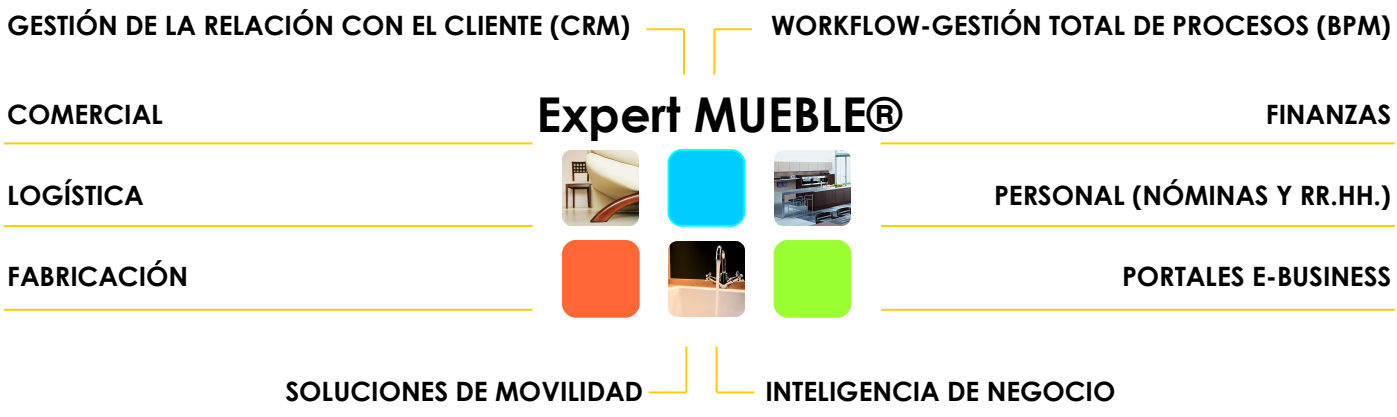 GESTIÓN DE LA RELACIÓN CON EL CLIENTE (CRM)
WORKFLOW-GESTIÓN TOTAL DE PROCESOS (BPM)
COMERCIAL
Expert MUEBLE®
FINANZAS
LOGÍSTICA
PERSONAL (NÓMINAS Y RR.HH.)
FABRICACIÓN
PORTALES E-BUSINESS
SOLUCIONES DE MOVILIDAD
INTELIGENCIA DE NEGOCIO